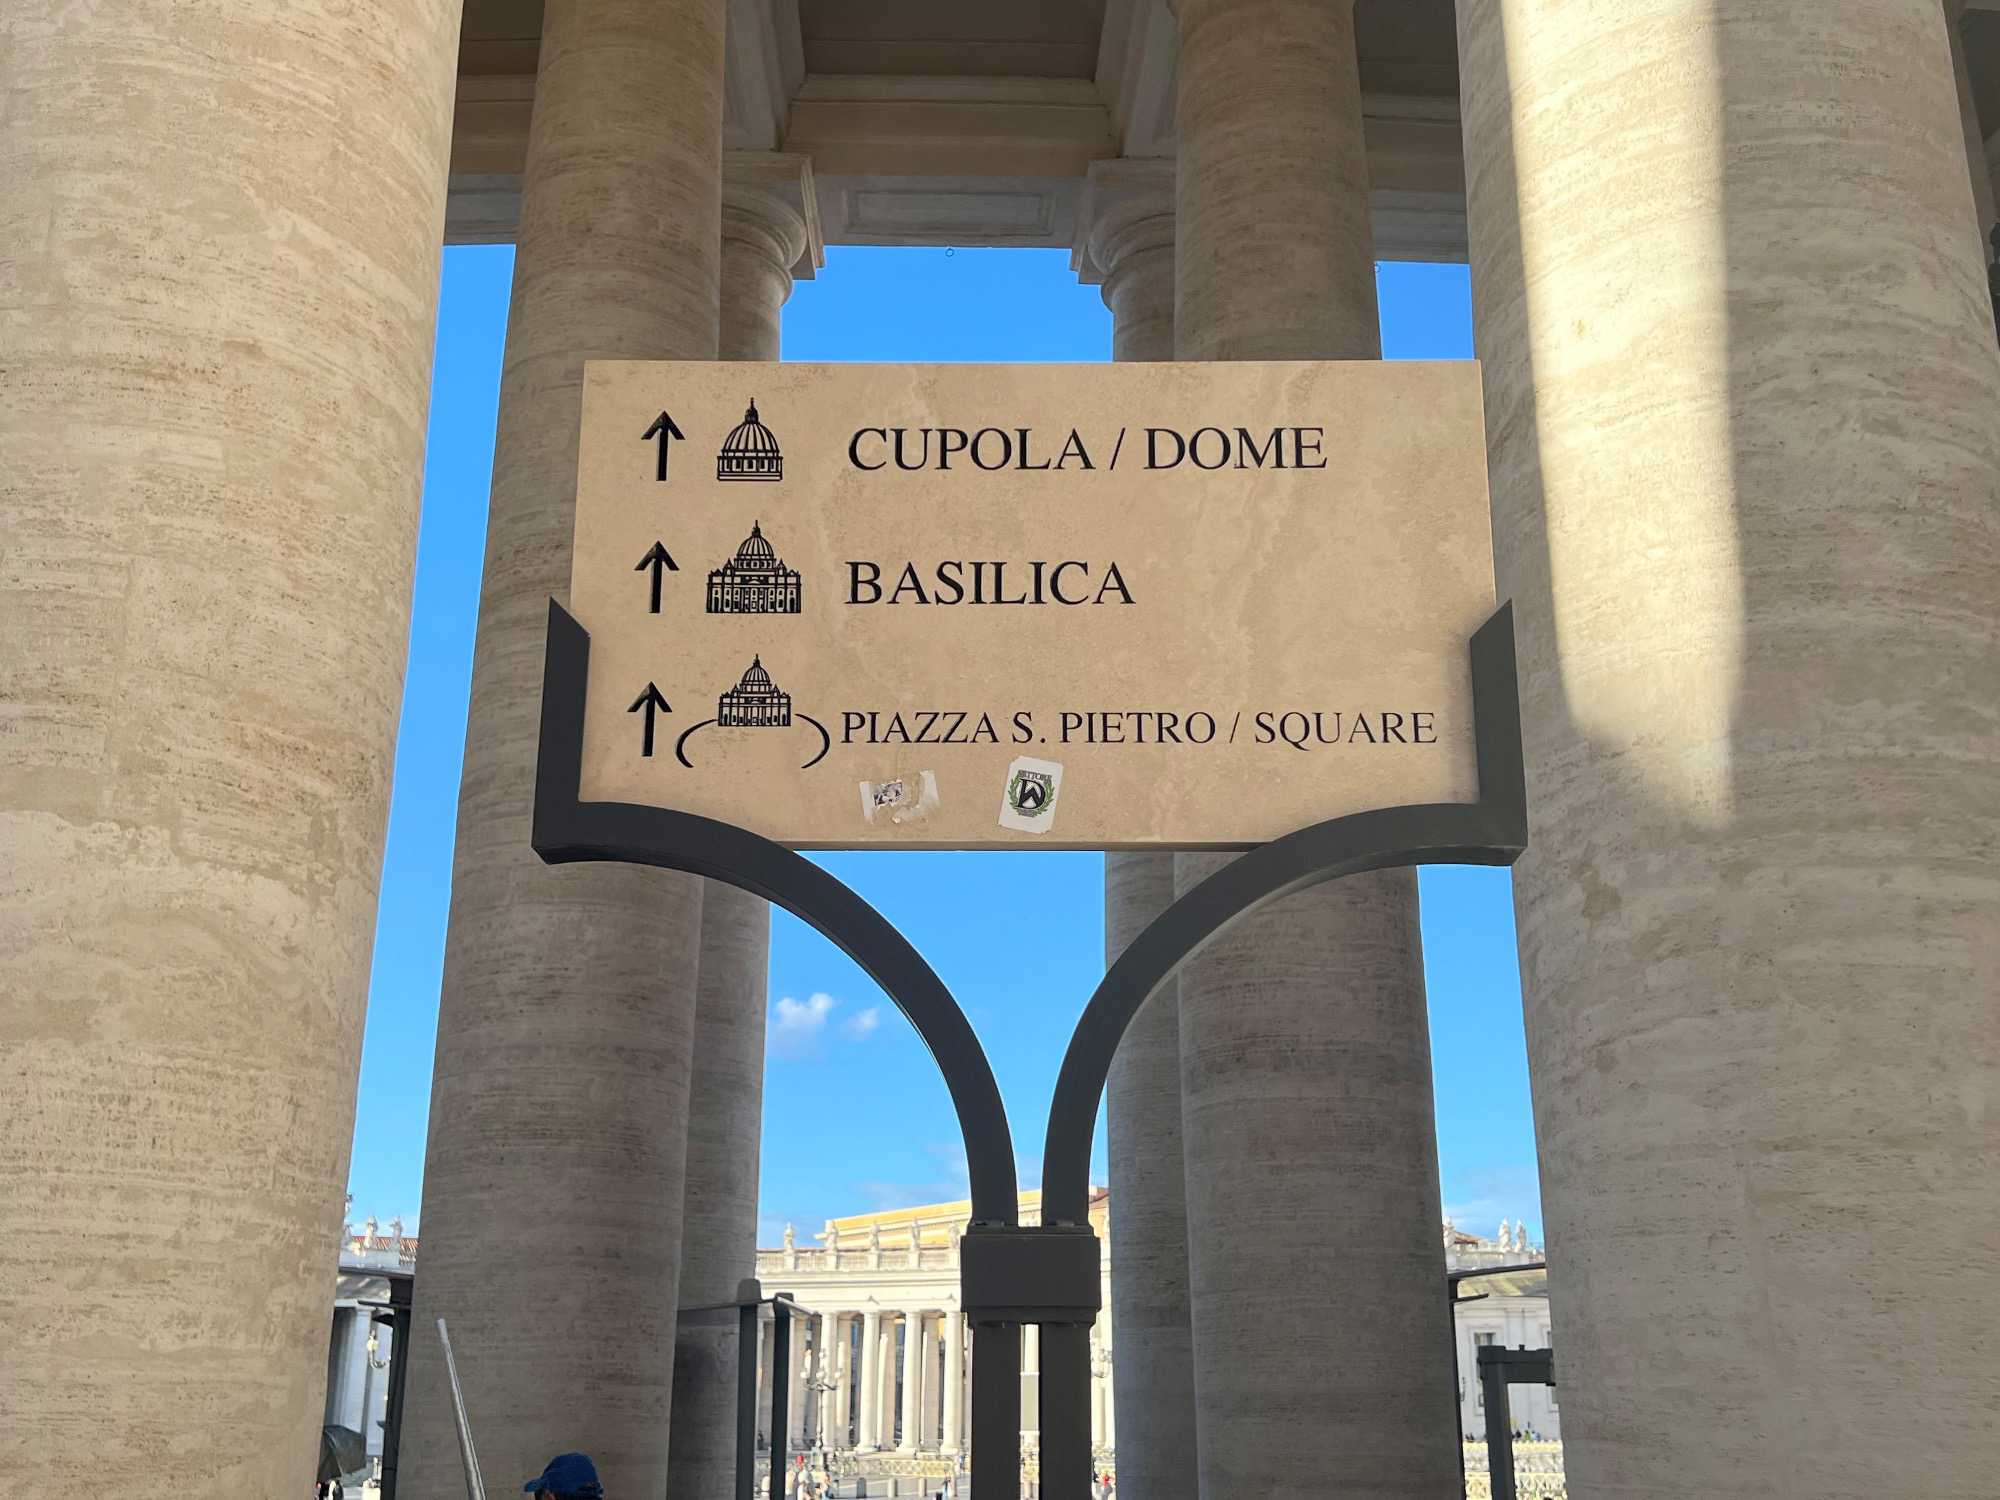 CUPOLA / DOME
BASILICA
PIAZZA S. PIETRO / SQUARE